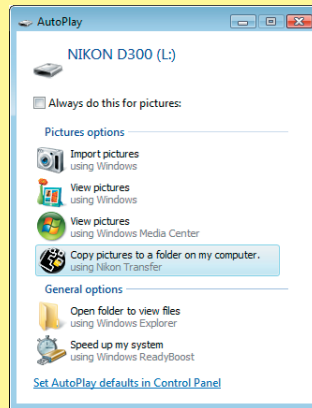 AutoPlay
NIKON D300 (L:)
Always do this for pictures:
Pictures options
Import pictures
using Windows
View pictures
using Windows
View pictures
using Windows Media Center
Copy pictures to a folder on my computer.
using Nikon Transfer
General options
Open folder to view files
using Windows Explorer
Speed up my system
using Windows ReadyBoost
Set AutoPlay defaults in Control Panel